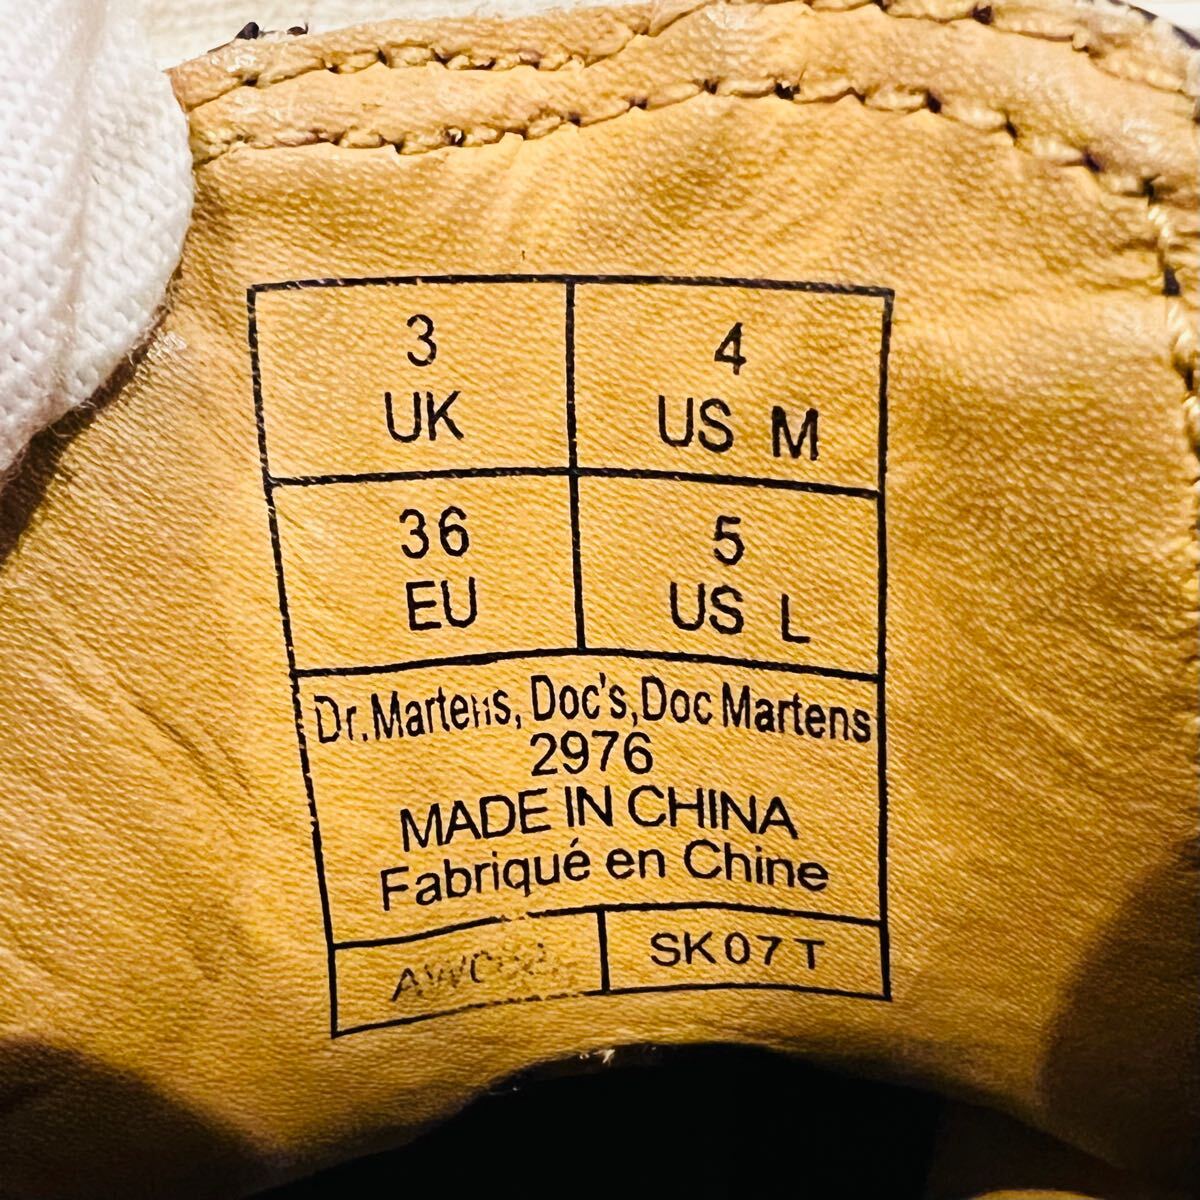 3
UK
4
US M
36
EU
5
US L
Dr.Martens, Doc's, Doc Martens
2976
MADE IN CHINA
Fabriqué en Chine
SK07T